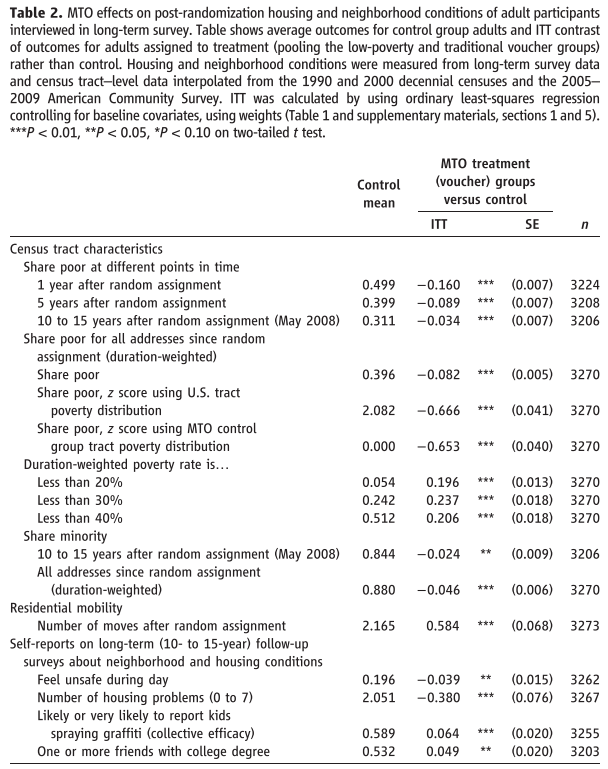 Table 2. MTO effects on post-randomization housing and neighborhood conditions of adult participants
interviewed in long-term survey. Table shows average outcomes for control group adults and ITT contrast
of outcomes for adults assigned to treatment (pooling the low-poverty and traditional voucher groups)
rather than control. Housing and neighborhood conditions were measured from long-term survey data
and census tract–level data interpolated from the 1990 and 2000 decennial censuses and the 2005–
2009 American Community Survey. ITT was calculated by using ordinary least-squares regression
controlling for baseline covariates, using weights (Table 1 and supplementary materials, sections 1 and 5).
***P < 0.01, **P < 0.05, *P < 0.10 on two-tailed t test.
MTO treatment
Control (voucher) groups
mean versus control
ITT SE n
Census tract characteristics
Share poor at different points in time
1 year after random assignment 0.499 −0.160 *** (0.007) 3224
5 years after random assignment 0.399 −0.089 *** (0.007) 3208
10 to 15 years after random assignment (May 2008) 0.311 −0.034 *** (0.007) 3206
Share poor for all addresses since random
assignment (duration-weighted)
Share poor 0.396 −0.082 *** (0.005) 3270
Share poor, z score using U.S. tract
poverty distribution 2.082 −0.666 *** (0.041) 3270
Share poor, z score using MTO control
group tract poverty distribution 0.000 −0.653 *** (0.040) 3270
Duration-weighted poverty rate is…
Less than 20% 0.054 0.196 *** (0.013) 3270
Less than 30% 0.242 0.237 *** (0.018) 3270
Less than 40% 0.512 0.206 *** (0.018) 3270
Share minority
10 to 15 years after random assignment (May 2008) 0.844 −0.024 ** (0.009) 3206
All addresses since random assignment
(duration-weighted) 0.880 −0.046 *** (0.006) 3270
Residential mobility
Number of moves after random assignment 2.165 0.584 *** (0.068) 3273
Self-reports on long-term (10- to 15-year) follow-up
surveys about neighborhood and housing conditions
Feel unsafe during day 0.196 −0.039 ** (0.015) 3262
Number of housing problems (0 to 7) 2.051 −0.380 *** (0.076) 3267
Likely or very likely to report kids
spraying graffiti (collective efficacy) 0.589 0.064 *** (0.020) 3255
One or more friends with college degree 0.532 0.049 ** (0.020) 3203